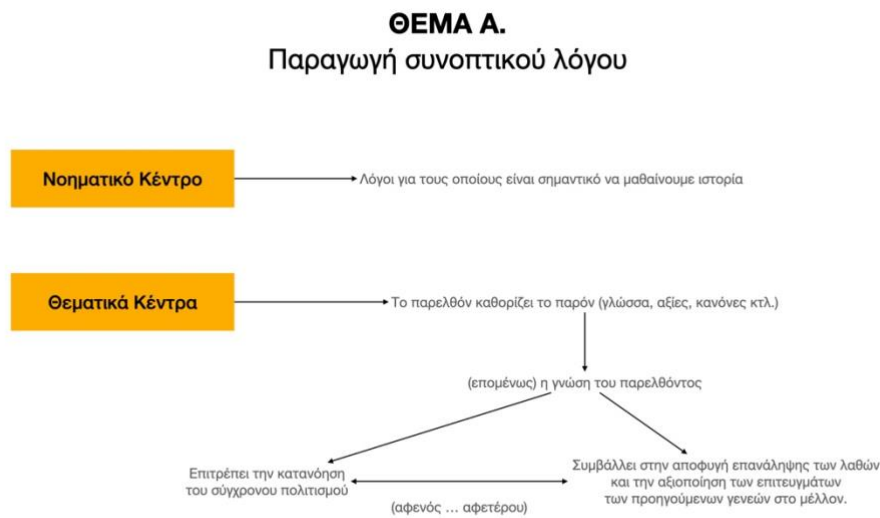 ΘΕΜΑ Α.
Παραγωγή συνοπτικού λόγου
Νοηματικό Κέντρο
Λόγοι για τους οποίους είναι σημαντικό να μαθαίνουμε ιστορία
Θεματικά Κέντρα
Το παρελθόν καθορίζει το παρόν (γλώσσα, αξίες, κανόνες κτλ.)
(επομένως) η γνώση του παρελθόντος
Επιτρέπει την κατανόηση
του σύγχρονου πολιτισμού
(αφενός ... αφετέρου)
Συμβάλλει στην αποφυγή επανάληψης των λαθών
και την αξιοποίηση των επιτευγμάτων
των προηγούμενων γενεών στο μέλλον.